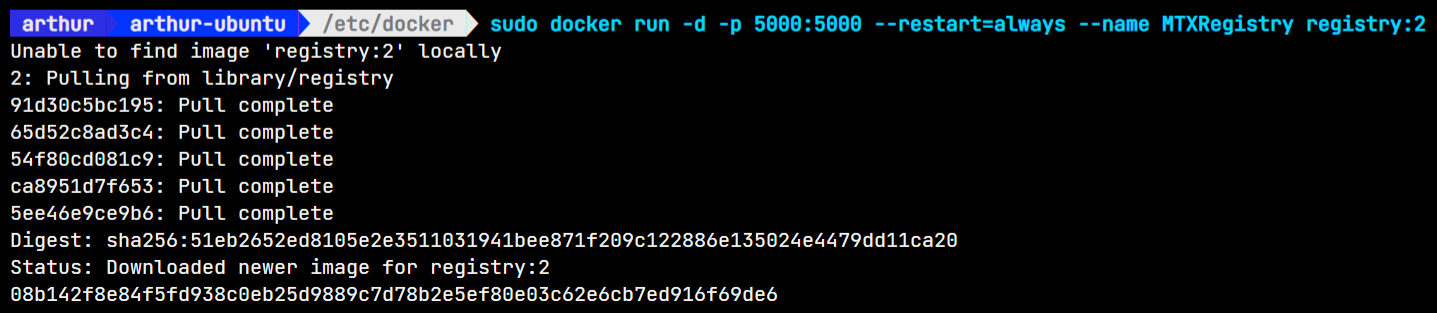 arthur arthur-ubuntu /etc/docker sudo docker run -d -p 5000:5000 --restart=always --name MTXRegistry registry:2
Unable to find image 'registry:2' locally
2: Pulling from library/registry
91d30c5bc195: Pull complete
65d52c8ad3c4: Pull complete
54f80cd081c9: Pull complete
ca8951d7f653: Pull complete
5ee46e9ce9b6: Pull complete
Digest: sha256:51eb2652ed8105e2e3511031941bee871f209c122886e135024e4479dd11ca20
Status: Downloaded newer image for registry:2
08b142f8e84f5fd938c0eb25d9889c7d78b2e5ef80e03c62e6cb7ed916f69de6